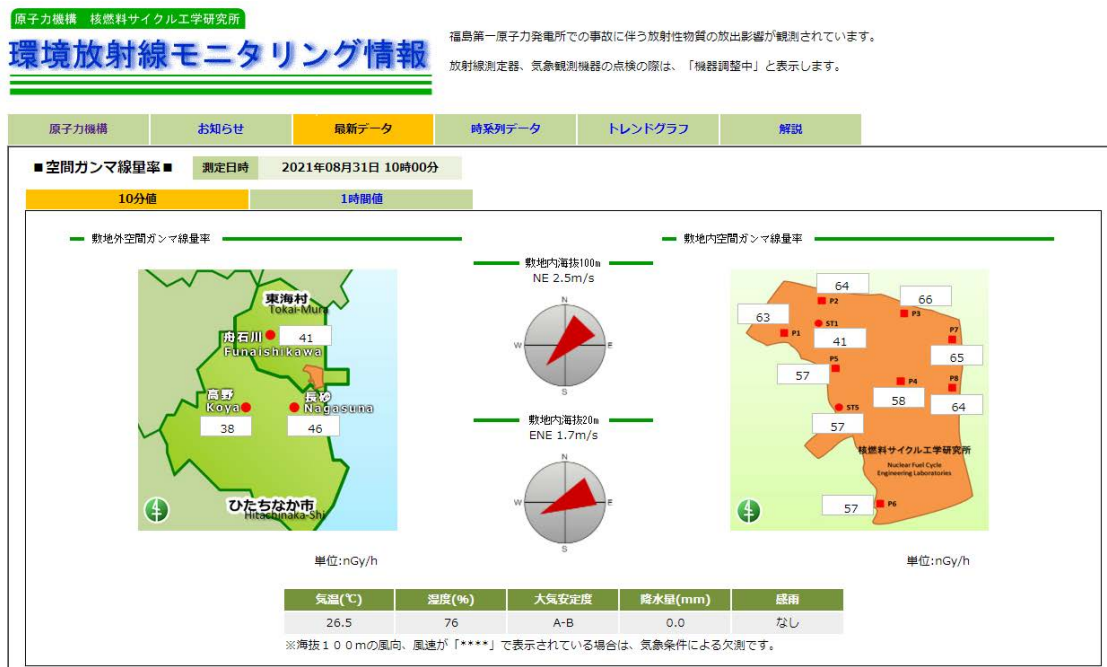 原子力機構 核燃料サイクル工学研究所
環境放射線モニタリング情報
福島第一原子力発電所での事故に伴う放射性物質の放出影響が観測されています。
放射線測定器、気象観測機器の点検の際は、「機器調整中」と表示します。
原子力機構 お知らせ 最新データ 時系列データ トレンドグラフ 解説
■空間ガンマ線量率■ 測定日時 2021年08月31日 10時00分
10分値 1時間値
敷地外空間ガンマ線量率
東海村
Tokai-Mura
舟石川 41
Funaishikawa
高野 長砂
Koya Nagasuna
38 46
ひたちなか市
Hitachinaka-Shi
単位:nGy/h
敷地内海抜100m
NE 2.5m/s
N
W E
S
敷地内海抜20m
ENE 1.7m/s
N
W E
S
敷地内空間ガンマ線量率
64
P2
66
P3
63
P1
ST1
41
P7
65
P5
57
P4
58
P8
64
ST5
57
核燃料サイクル工学研究所
Nuclear Fuel Cycle
Engineering Laboratories
57 P6
単位:nGy/h
気温(℃) 湿度(%) 大気安定度 降水量(mm) 感雨
26.5 76 A-B 0.0 なし
※海抜100mの風向、風速が「****」で表示されている場合は、気象条件による欠測です。